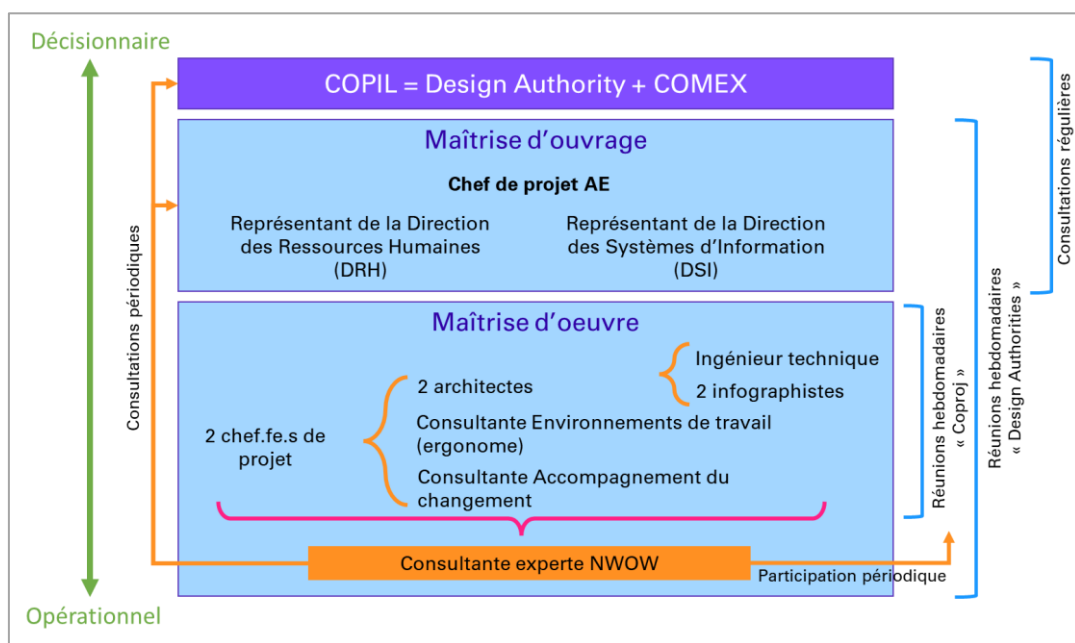 Décisionnaire
COPIL = Design Authority + COMEX
Maîtrise d'ouvrage
Chef de projet AE
Représentant de la Direction
des Ressources Humaines
(DRH)
Représentant de la Direction
des Systèmes d'Information
(DSI)
Maîtrise d'oeuvre
2 chef.fe.s de
projet
2 architectes
Ingénieur technique
2 infographistes
Consultante Environnements de travail
(ergonome)
Consultante Accompagnement du
changement
Consultante experte NWOW
Participation périodique
Consultations périodiques
Réunions hebdomadaires
« Coproj »
Réunions hebdomadaires
« Design Authorities »
Consultations régulières
Opérationnel